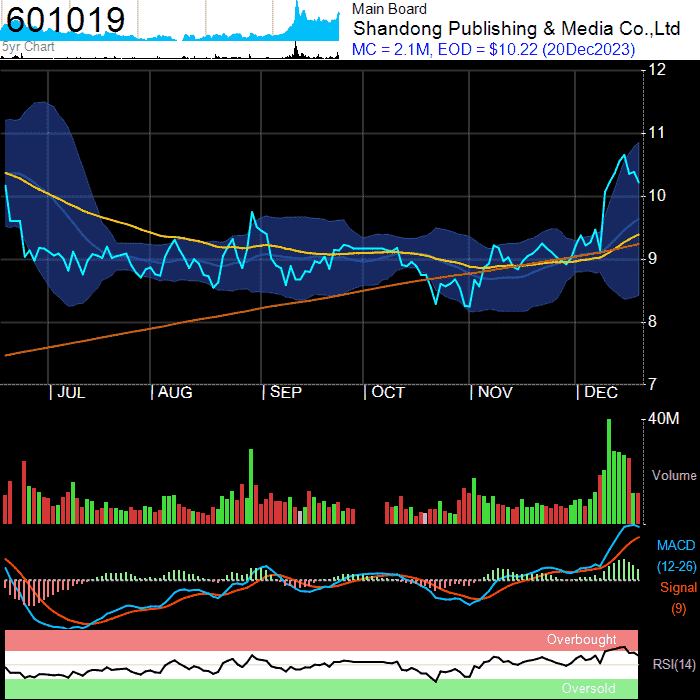 601019
5yr Chart
Main Board
Shandong Publishing & Media Co.,Ltd
MC = 2.1M, EOD = $10.22 (20Dec2023)
12
11
10
9
8
7
JUL
AUG
SEP
OCT
NOV
DEC
40M
Volume
MACD
(12-26)
Signal
(9)
Overbought
RSI(14)
Oversold